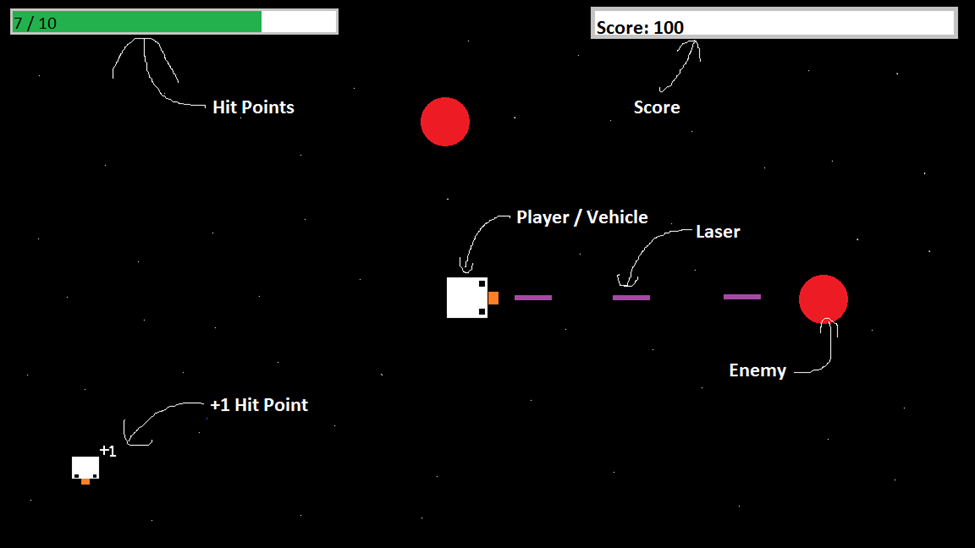 7 / 10
Score: 100
Hit Points
Score
Player / Vehicle
Laser
Enemy
+1 Hit Point
+1